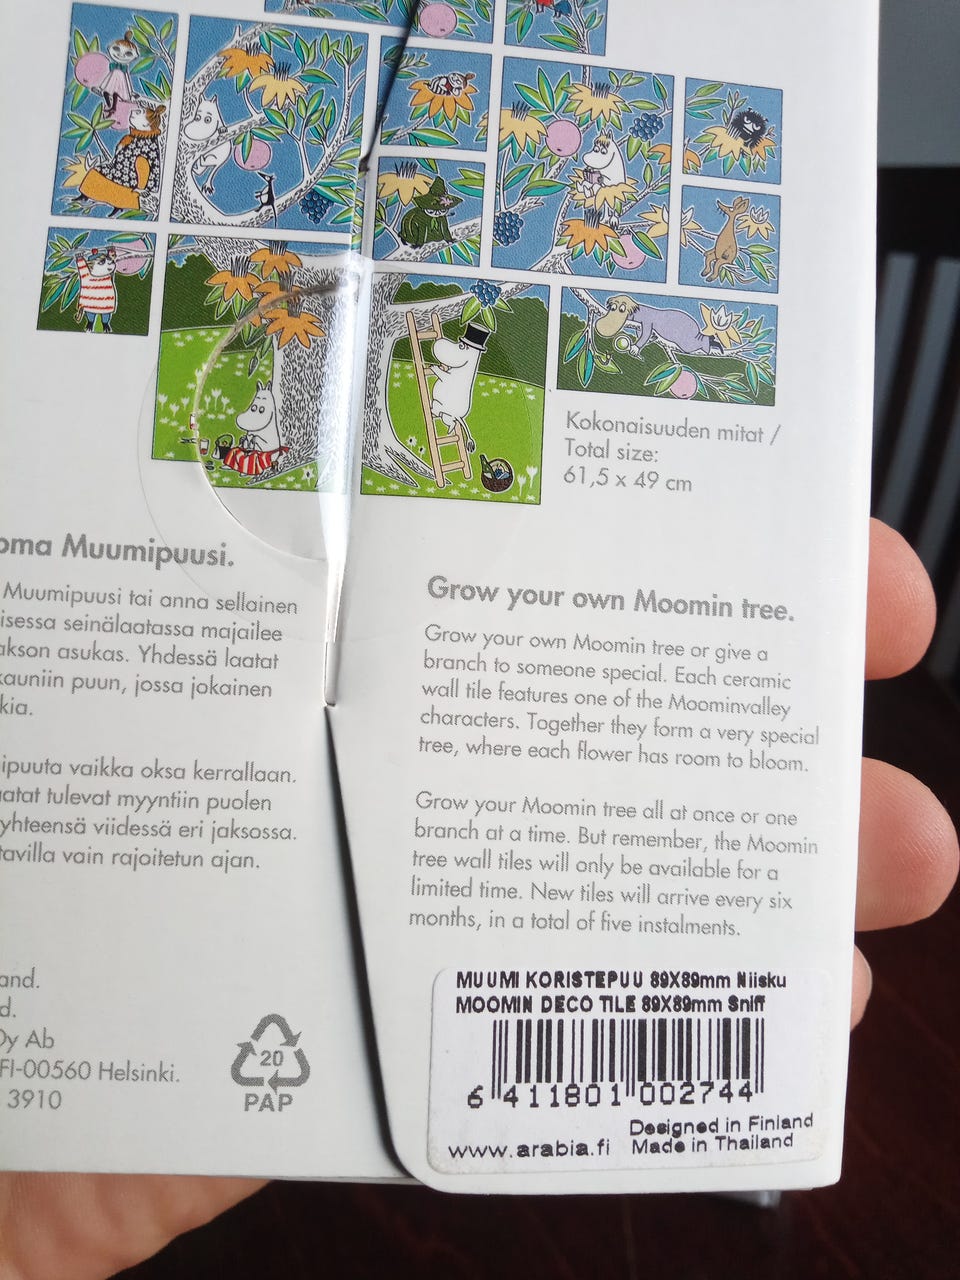 Kokonaisuuden mitat /
Total size:
61,5 x 49 cm
oma Muumipuusi.
Muumipuusi tai anna sellainen
isessa seinälaatassa majailee
akson asukas. Yhdessä laatat
kauniin puun, jossa jokainen
kia.
ipuuta vaikka oksa kerrallaan.
aatat tulevat myyntiin puolen
yhteensä viidessä eri jaksossa.
tavilla vain rajoitetun ajan.
and.
d.
Oy Ab
FI-00560 Helsinki.
3910
20
PAP
Grow your own Moomin tree.
Grow your own Moomin tree or give a
branch to someone special. Each ceramic
wall tile features one of the Moominvalley
characters. Together they form a very special
tree, where each flower has room to bloom.
Grow your Moomin tree all at once or one
branch at a time. But remember, the Moomin
tree wall tiles will only be available for a
limited time. New tiles will arrive every six
months, in a total of five instalments.
MUUMI KORISTEPUU 89X89mm Niisku
MOOMIN DECO TILE 89X89mm Sniff
6 411801 002744
Designed in Finland
www.arabia.fi Made in Thailand